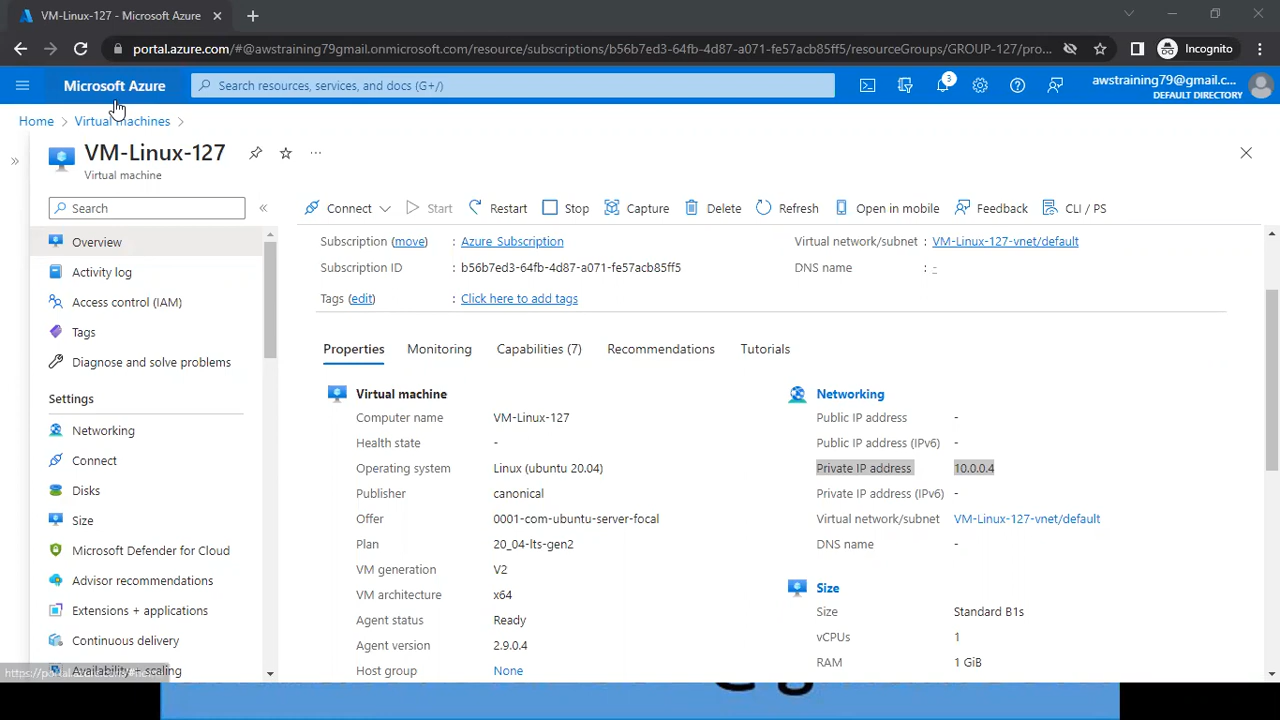 VM-Linux-127 - Microsoft Azure
portal.azure.com/#@awstraining79gmail.onmicrosoft.com/resource/subscriptions/b56b7ed3-64fb-4d87-a071-fe57acb85ff5/resourceGroups/GROUP-127/pro...
Incognito
Microsoft Azure
Search resources, services, and docs (G+/)
3
awstraining79@gmail.c...
DEFAULT DIRECTORY
Home > Virtual machines >
VM-Linux-127
Virtual machine
Search
Connect Start Restart Stop Capture Delete Refresh Open in mobile Feedback CLI / PS
Overview
Activity log
Access control (IAM)
Tags
Diagnose and solve problems
Settings
Networking
Connect
Disks
Size
Microsoft Defender for Cloud
Advisor recommendations
Extensions + applications
Continuous delivery
Availability + scaling
Subscription (move) : Azure Subscription
Subscription ID : b56b7ed3-64fb-4d87-a071-fe57acb85ff5
Tags (edit) : Click here to add tags
Virtual network/subnet : VM-Linux-127-vnet/default
DNS name : -
Properties Monitoring Capabilities (7) Recommendations Tutorials
Virtual machine
Computer name VM-Linux-127
Health state -
Operating system Linux (ubuntu 20.04)
Publisher canonical
Offer 0001-com-ubuntu-server-focal
Plan 20_04-lts-gen2
VM generation V2
VM architecture x64
Agent status Ready
Agent version 2.9.0.4
Host group None
Networking
Public IP address -
Public IP address (IPv6) -
Private IP address 10.0.0.4
Private IP address (IPv6) -
Virtual network/subnet VM-Linux-127-vnet/default
DNS name -
Size
Size Standard B1s
vCPUs 1
RAM 1 GiB